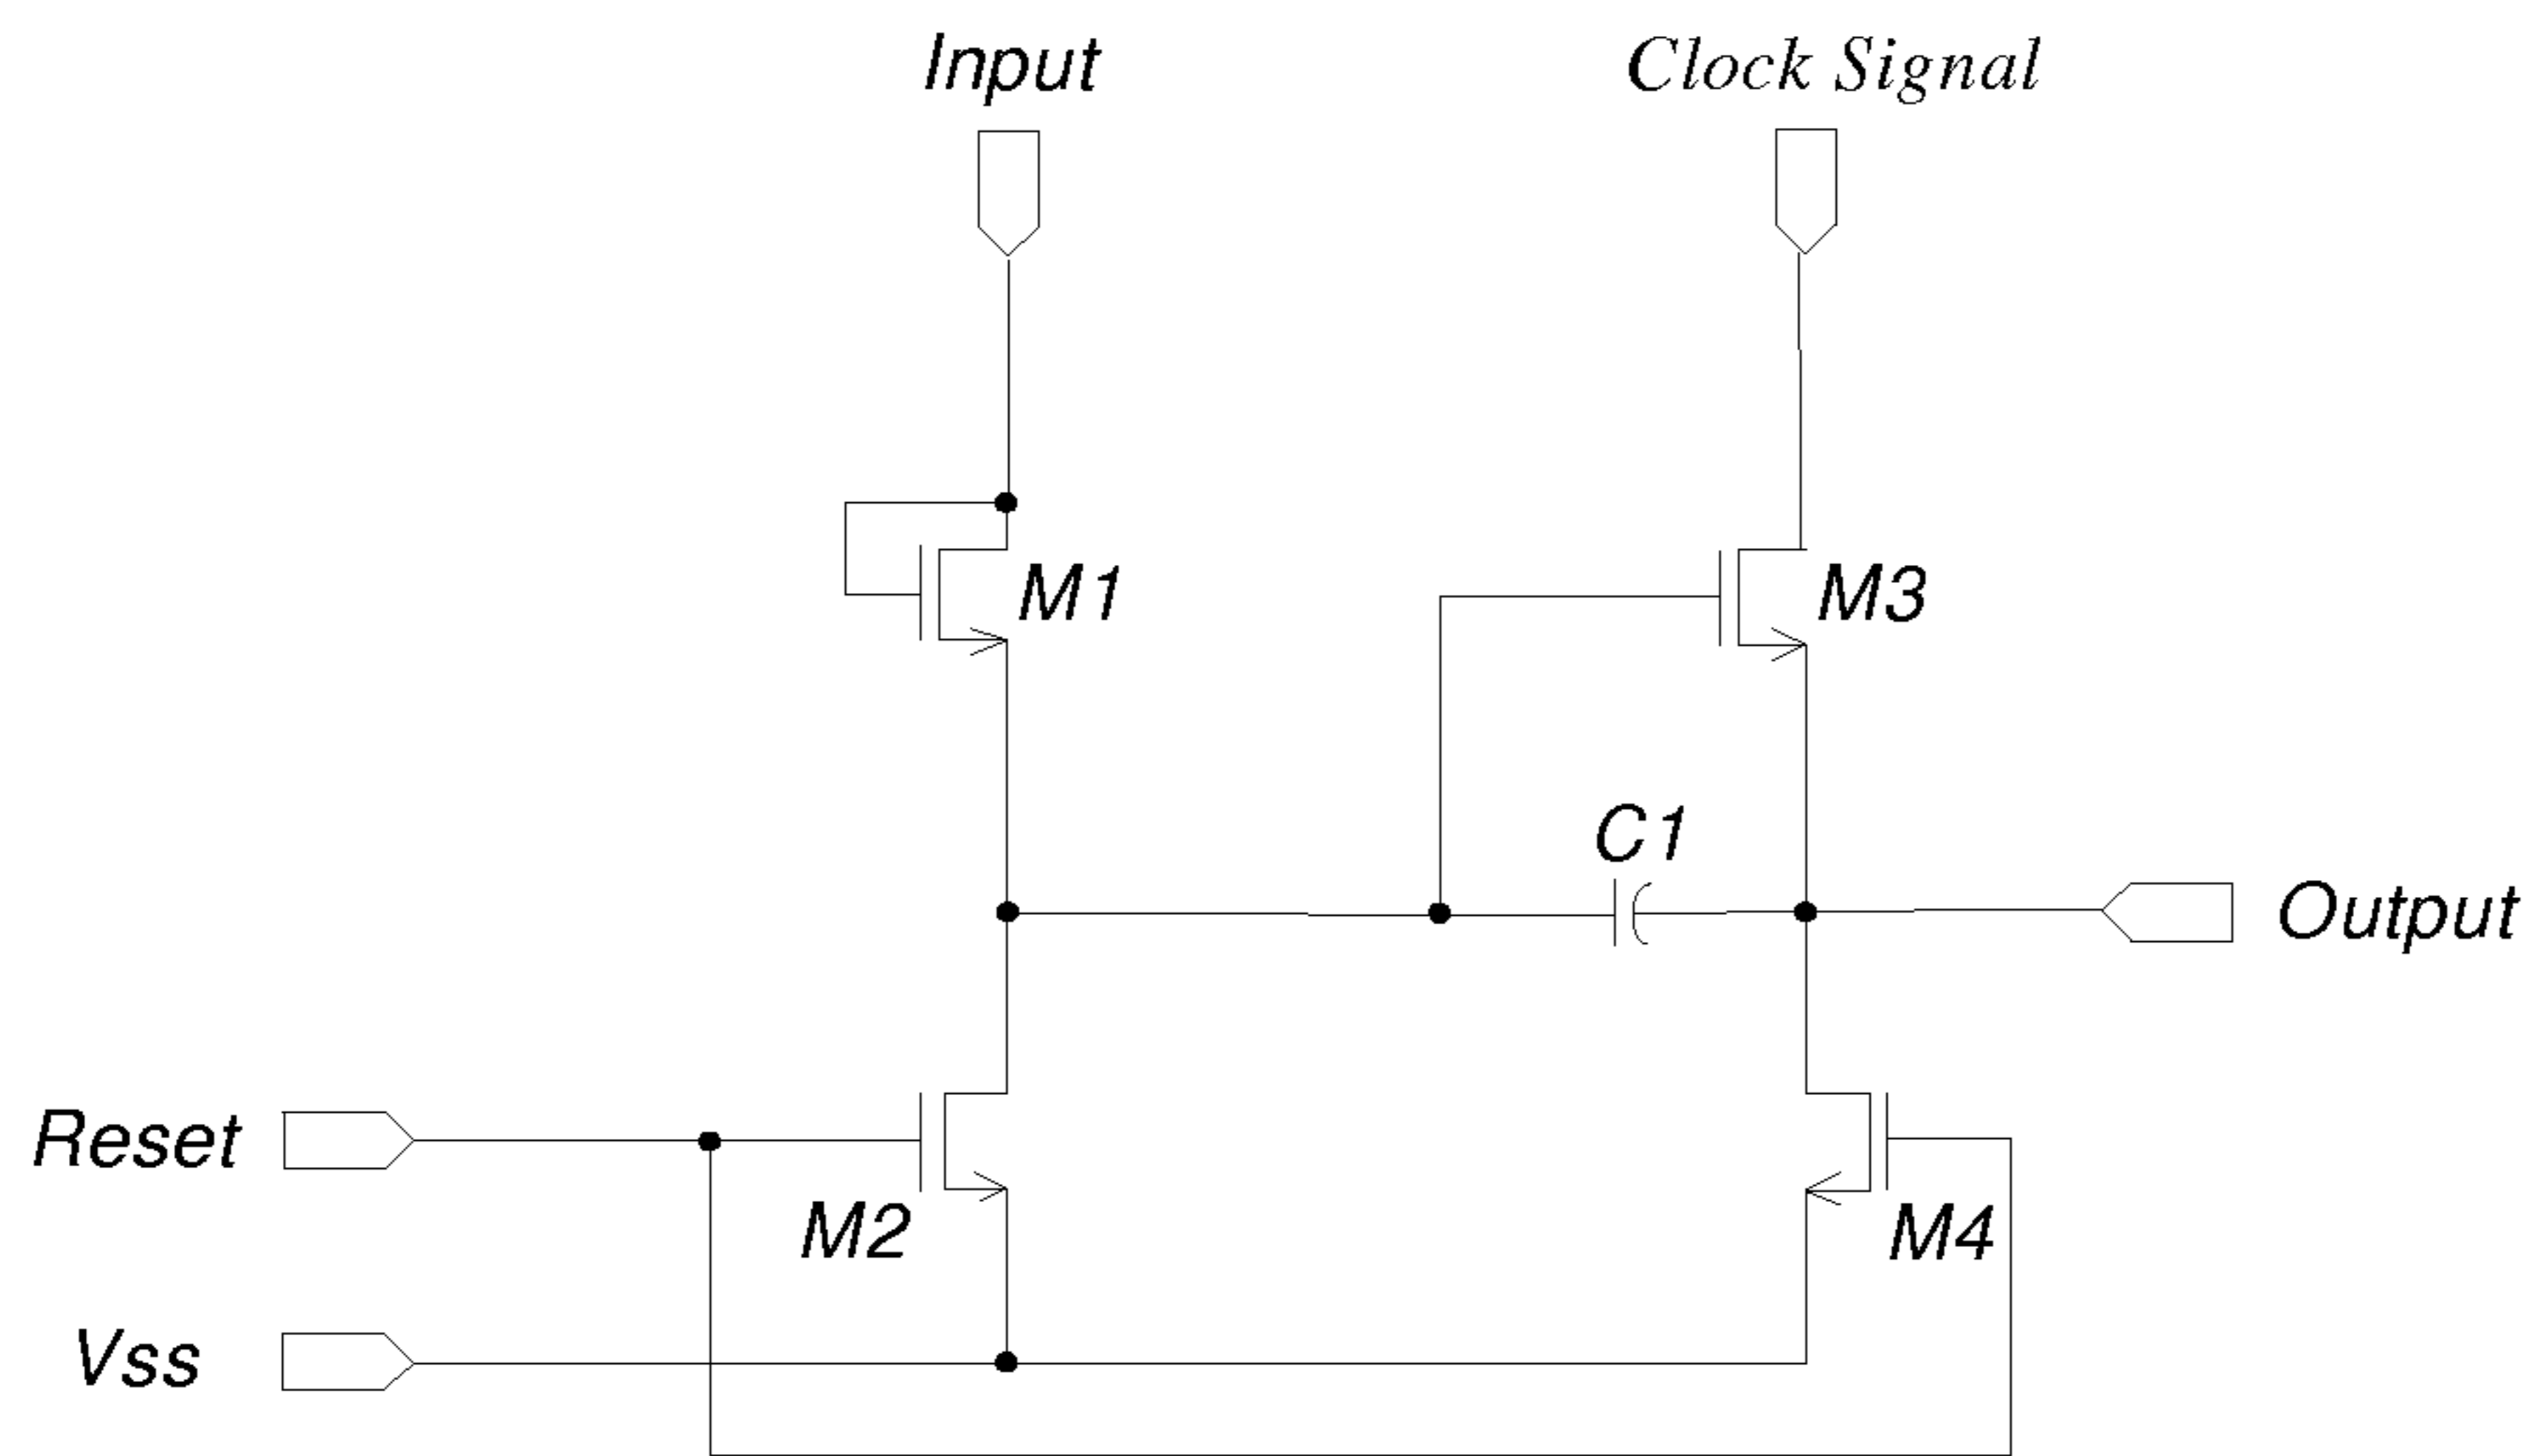 Input
Clock Signal
M1
M3
C1
Output
Reset
M2
M4
Vss